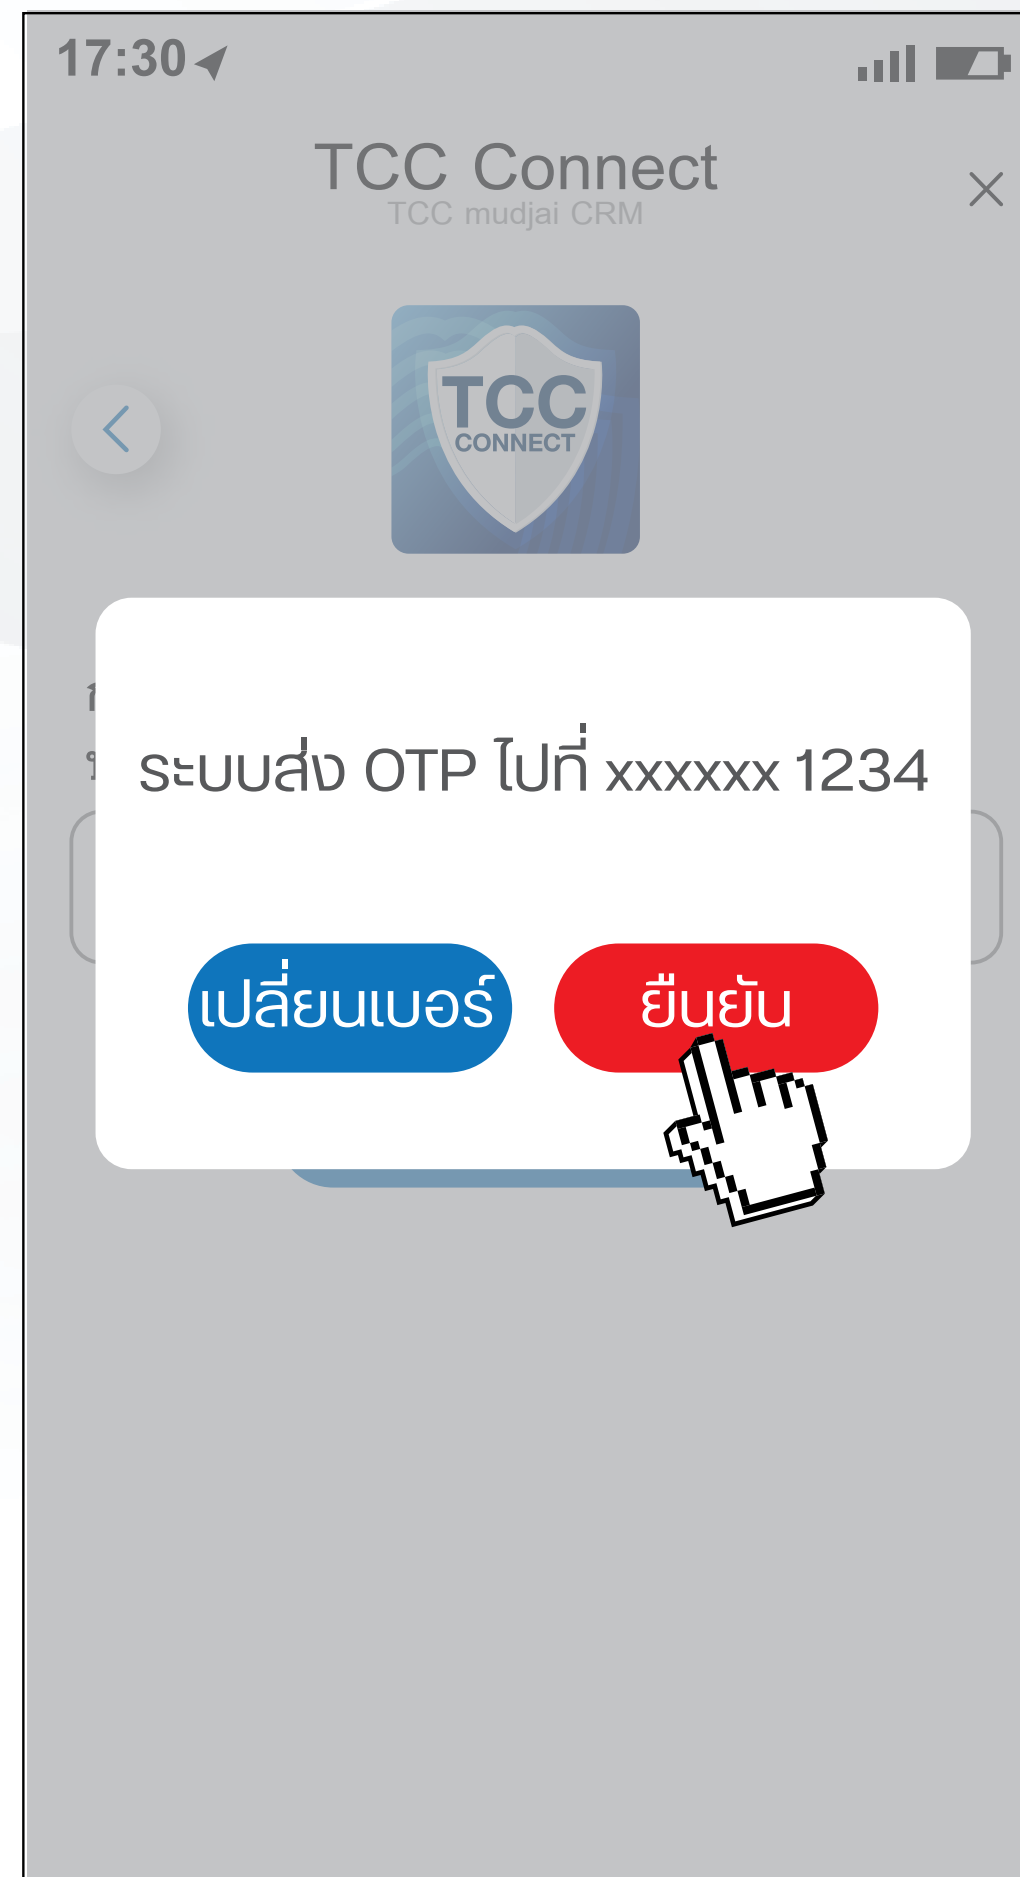 17:30
TCC Connect
TCC mudjai CRM
TCC
CONNECT
ระบบส่ง OTP ไปที่ xxxxxx 1234
เปลี่ยนเบอร์
ยืนยัน